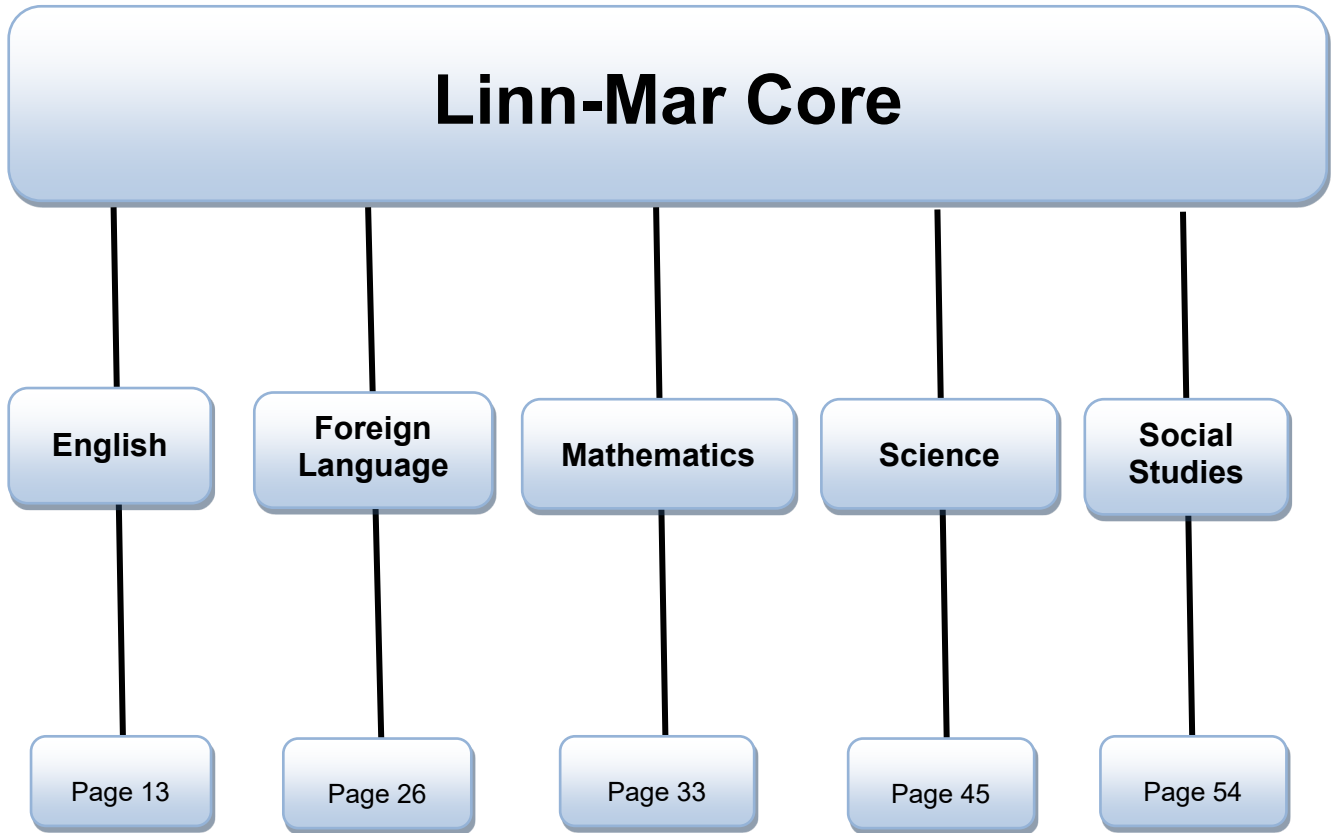 Linn-Mar Core
English
Foreign
Language
Mathematics
Science
Social
Studies
Page 13
Page 26
Page 33
Page 45
Page 54